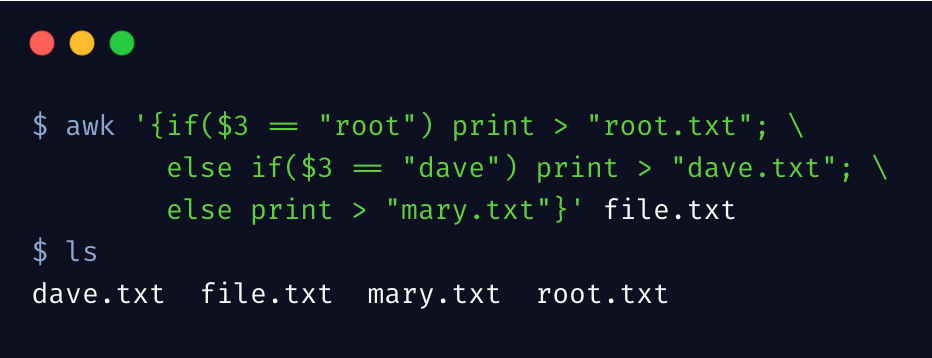 $ awk '{if($3 == "root") print > "root.txt"; \
else if($3 == "dave") print > "dave.txt"; \
else print > "mary.txt"}' file.txt
$ ls
dave.txt  file.txt  mary.txt  root.txt